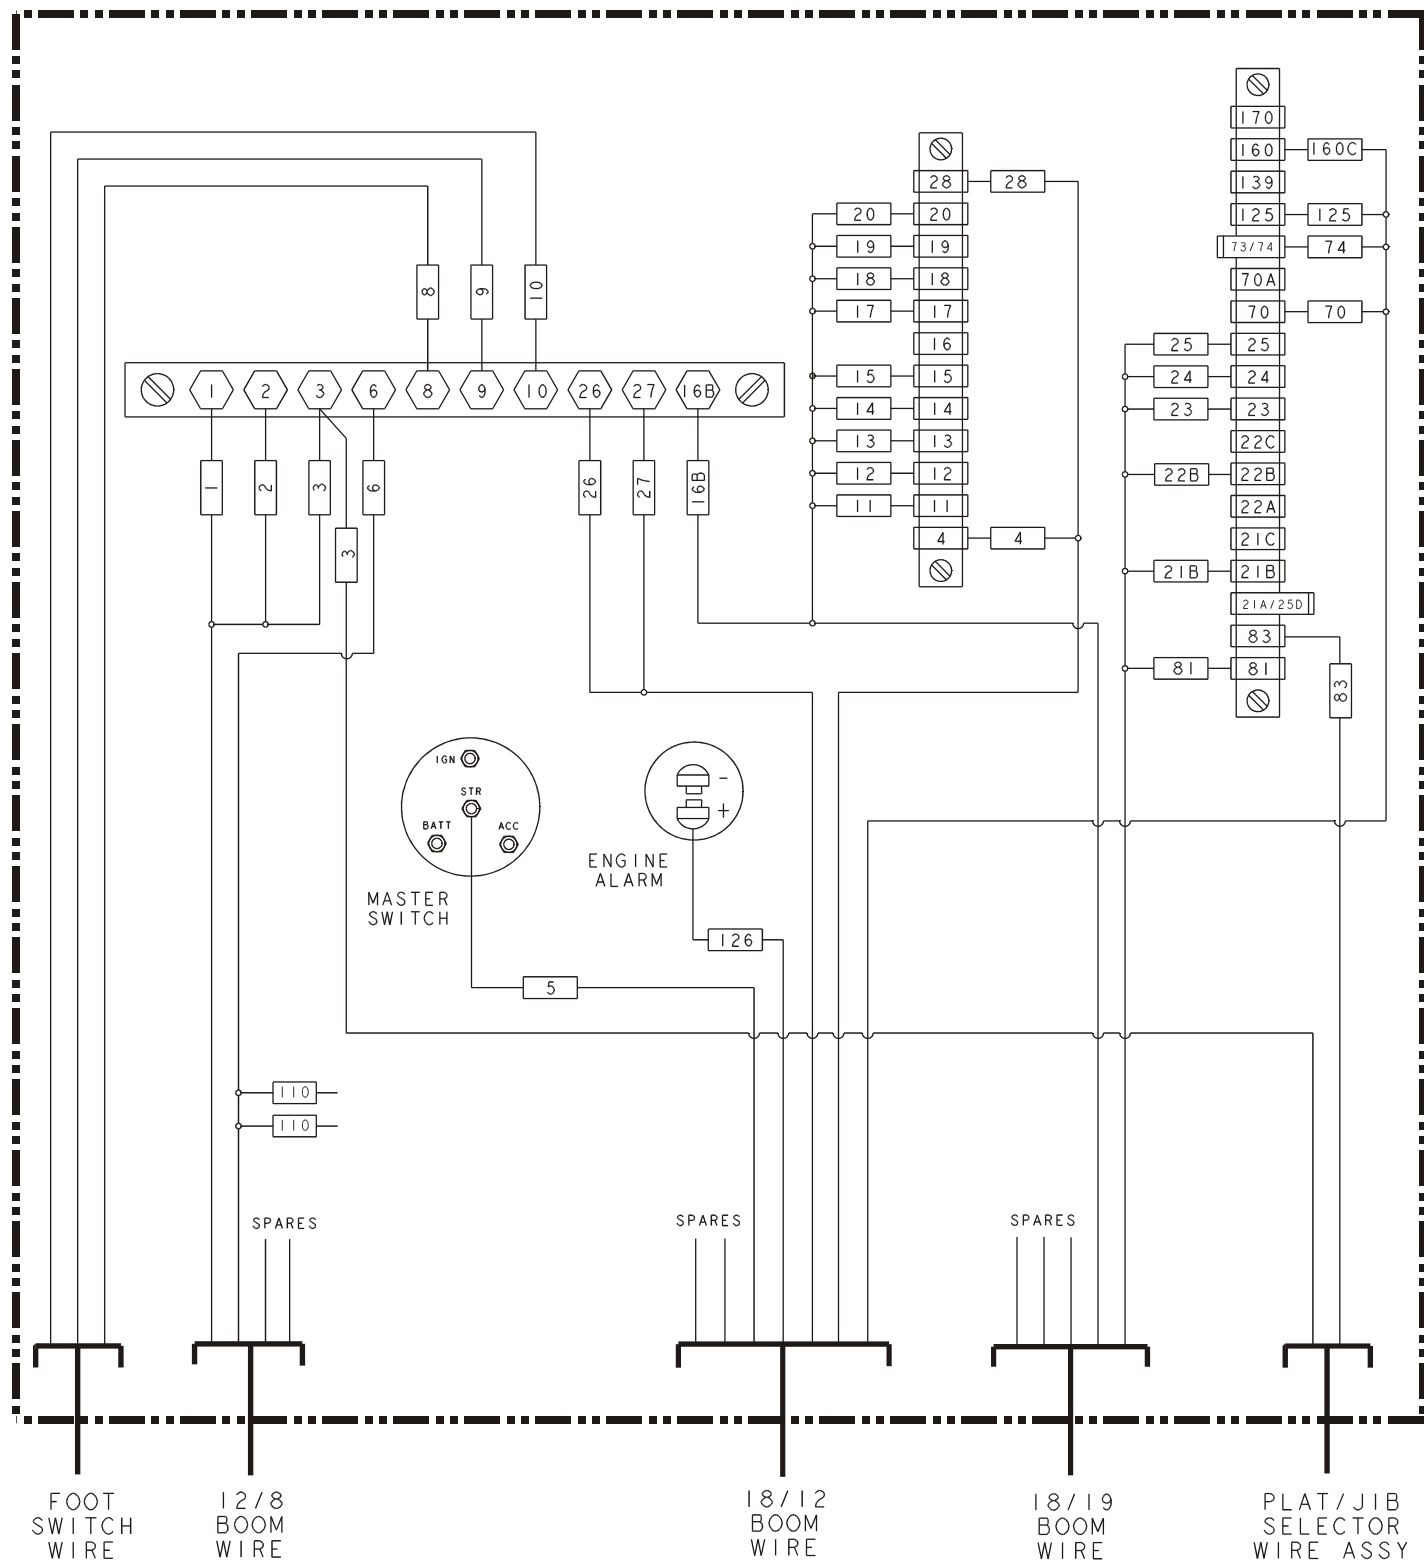 170
160 160C
139
28 28
125 125
20 20
73/74 74
19 19
70A
18 18
8 9 10
70 70
17 17
25 25
16
24 24
15 15
1 2 3 6 8 9 10 26 27 16B
23 23
14 14
22C
13 13
22B 22B
12 12
1 2 3 6 26 27 16B
22A
11 11
21C
4 4
3
21B 21B
21A/25D
83
81 81
83
IGN
-
STR
+
BATT ACC
ENGINE
ALARM
MASTER
SWITCH
126
5
110
110
SPARES
SPARES
SPARES
FOOT
SWITCH
WIRE
12/8
BOOM
WIRE
18/12
BOOM
WIRE
18/19
BOOM
WIRE
PLAT/JIB
SELECTOR
WIRE ASSY